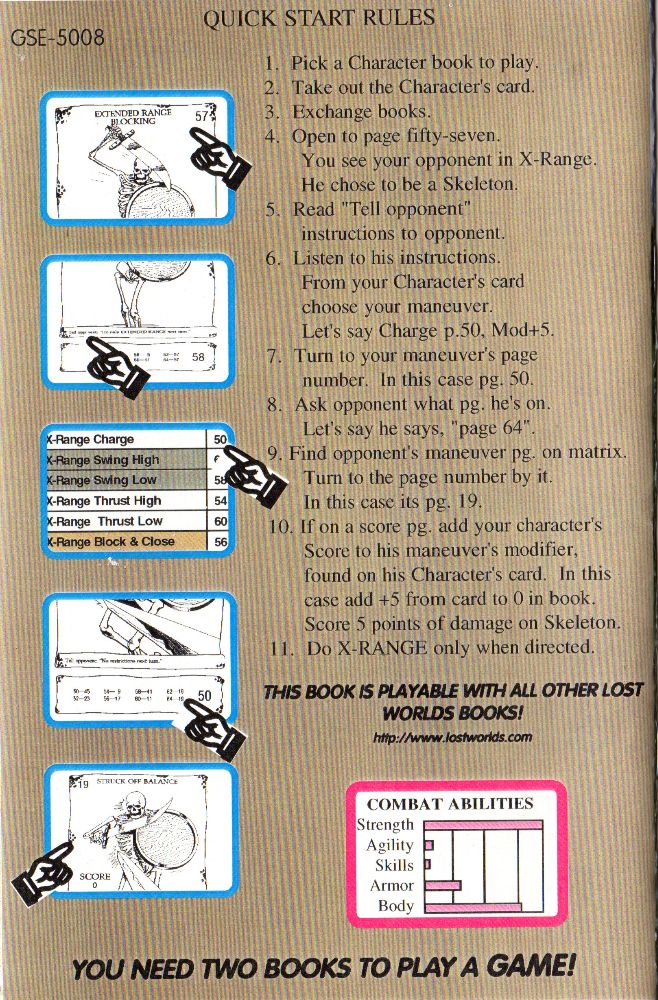 QUICK START RULES
GSE-5008
1. Pick a Character book to play.
2. Take out the Character's card.
3. Exchange books.
4. Open to page fifty-seven.
You see your opponent in X-Range.
He chose to be a Skeleton.
5. Read "Tell opponent"
instructions to opponent.
6. Listen to his instructions.
From your Character's card
choose your maneuver.
Let's say Charge p.50, Mod+5.
7. Turn to your maneuver's page
number. In this case pg. 50.
8. Ask opponent what pg. he's on.
Let's say he says, "page 64".
9. Find opponent's maneuver pg. on matrix.
Turn to the page number by it.
In this case its pg. 19.
10. If on a score pg. add your character's
Score to his maneuver's modifier,
found on his Character's card. In this
case add +5 from card to 0 in book.
Score 5 points of damage on Skeleton.
11. Do X-RANGE only when directed.
THIS BOOK IS PLAYABLE WITH ALL OTHER LOST
WORLDS BOOKS!
http://www.lostworlds.com
EXTENDED RANGE
BLOCKING
57
58
X-Range Charge 50
X-Range Swing High
X-Range Swing Low 58
X-Range Thrust High 54
X-Range Thrust Low 60
X-Range Block & Close 56
Tell opponent: "No restrictions next turn."
50
19 STRUCK OFF BALANCE
SCORE
0
COMBAT ABILITIES
Strength
Agility
Skills
Armor
Body
YOU NEED TWO BOOKS TO PLAY A GAME!